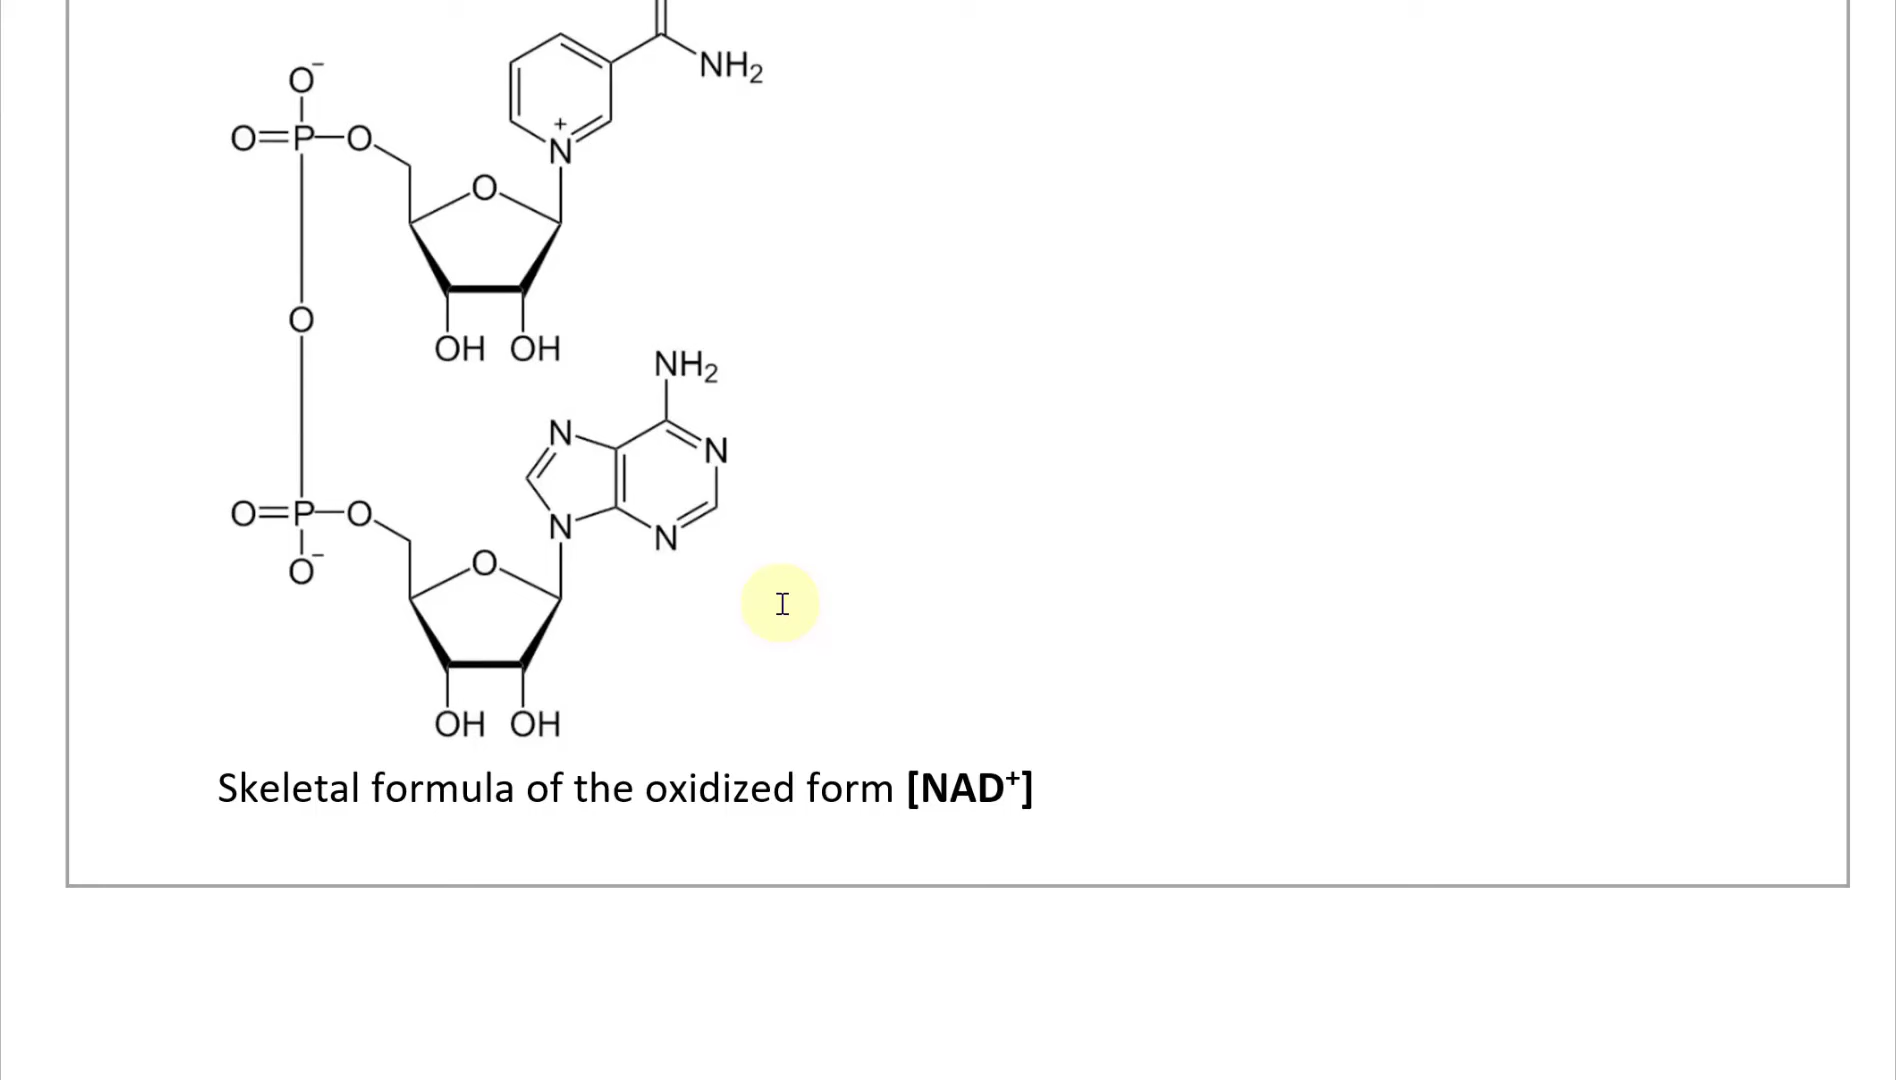 NH2
O-
O=P-O
+
N
O
O
OH OH
NH2
N
N
N
N
O=P-O
O-
O
OH OH
Skeletal formula of the oxidized form [NAD+]